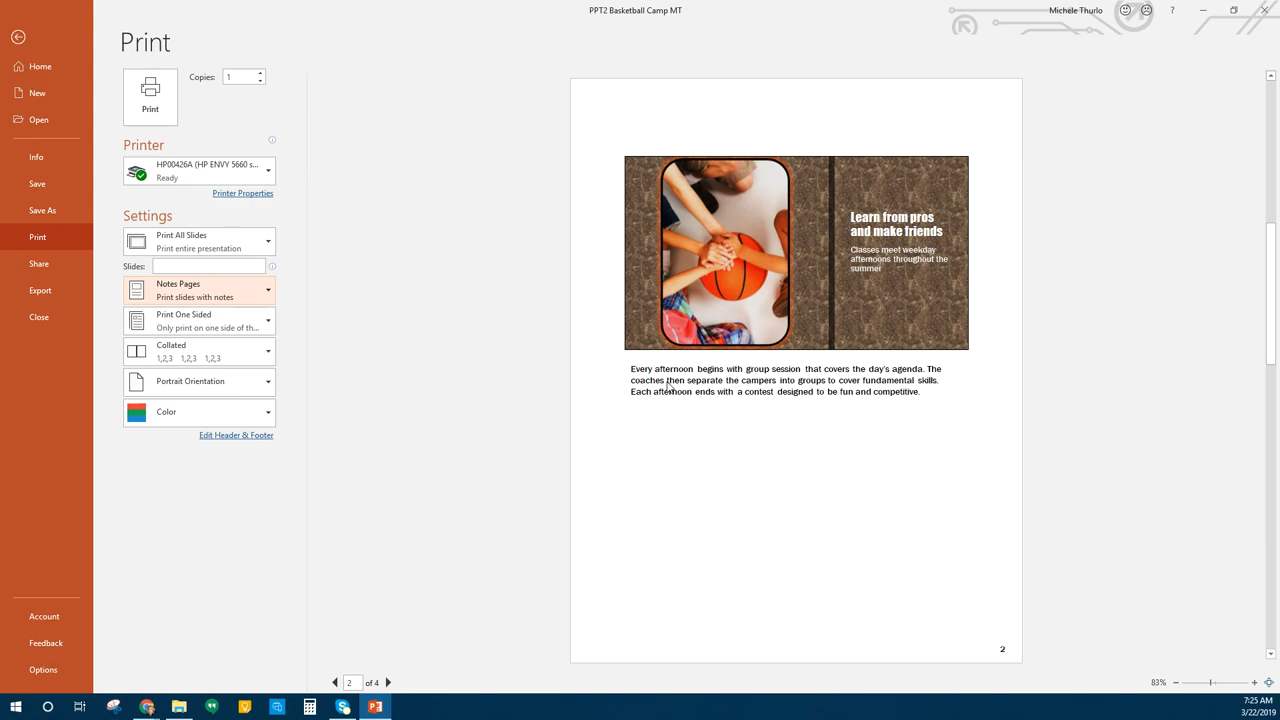 PPT2 Basketball Camp MT
Michele Thurlo
?
Print
Home
New
Open
Info
Save
Save As
Print
Share
Export
Close
Account
Feedback
Options
Print
Copies: 1
Printer
HP00426A (HP ENVY 5660 s...
Ready
Printer Properties
Settings
Print All Slides
Print entire presentation
Slides:
Notes Pages
Print slides with notes
Print One Sided
Only print on one side of th...
Collated
1,2,3 1,2,3 1,2,3
Portrait Orientation
Color
Edit Header & Footer
Learn from pros
and make friends
Classes meet weekday
afternoons throughout the
summer
Every afternoon begins with group session that covers the day's agenda. The
coaches then separate the campers into groups to cover fundamental skills.
Each afternoon ends with a contest designed to be fun and competitive.
2
2 of 4
83%
7:25 AM
3/22/2019